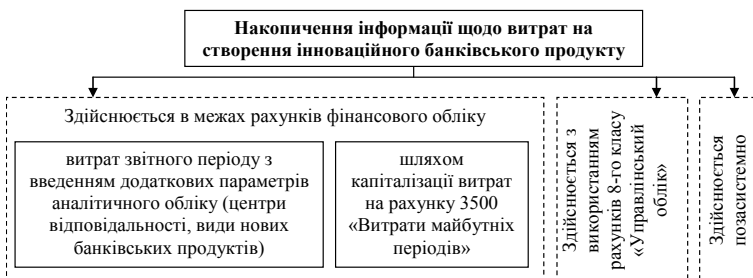 Накопичення інформації щодо витрат на
створення інноваційного банківського продукту
Здійснюється в межах рахунків фінансового обліку
витрат звітного періоду з
введенням додаткових параметрів
аналітичного обліку (центри
відповідальності, види нових
банківських продуктів)
шляхом
капіталізації витрат
на рахунку 3500
«Витрати майбутніх
періодів»
Здійснюється з
використанням
рахунків 8-го класу
«Управлінський
облік»
Здійснюється
позасистемно